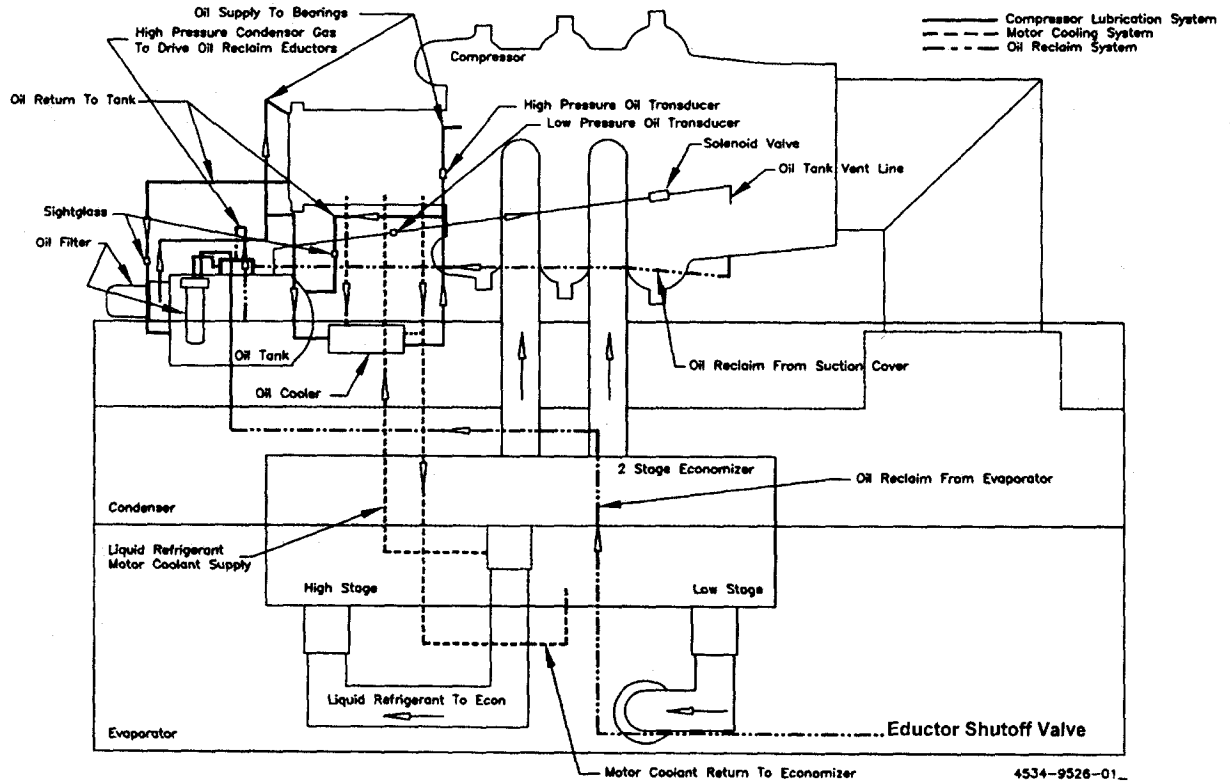 Oil Supply To Bearings
High Pressure Condensor Gas
To Drive Oil Reclaim Eductors
Compressor
Compressor Lubrication System
Motor Cooling System
Oil Reclaim System
Oil Return To Tank
High Pressure Oil Transducer
Low Pressure Oil Transducer
Solenoid Valve
Oil Tank Vent Line
Sightglass
Oil Filter
Oil Tank
Oil Cooler
Oil Reclaim From Suction Cover
2 Stage Economizer
Oil Reclaim From Evaporator
Condenser
Liquid Refrigerant
Motor Coolant Supply
High Stage
Low Stage
Liquid Refrigerant To Econ
Evaporator
Eductor Shutoff Valve
Motor Coolant Return To Economizer
4534-9526-01_